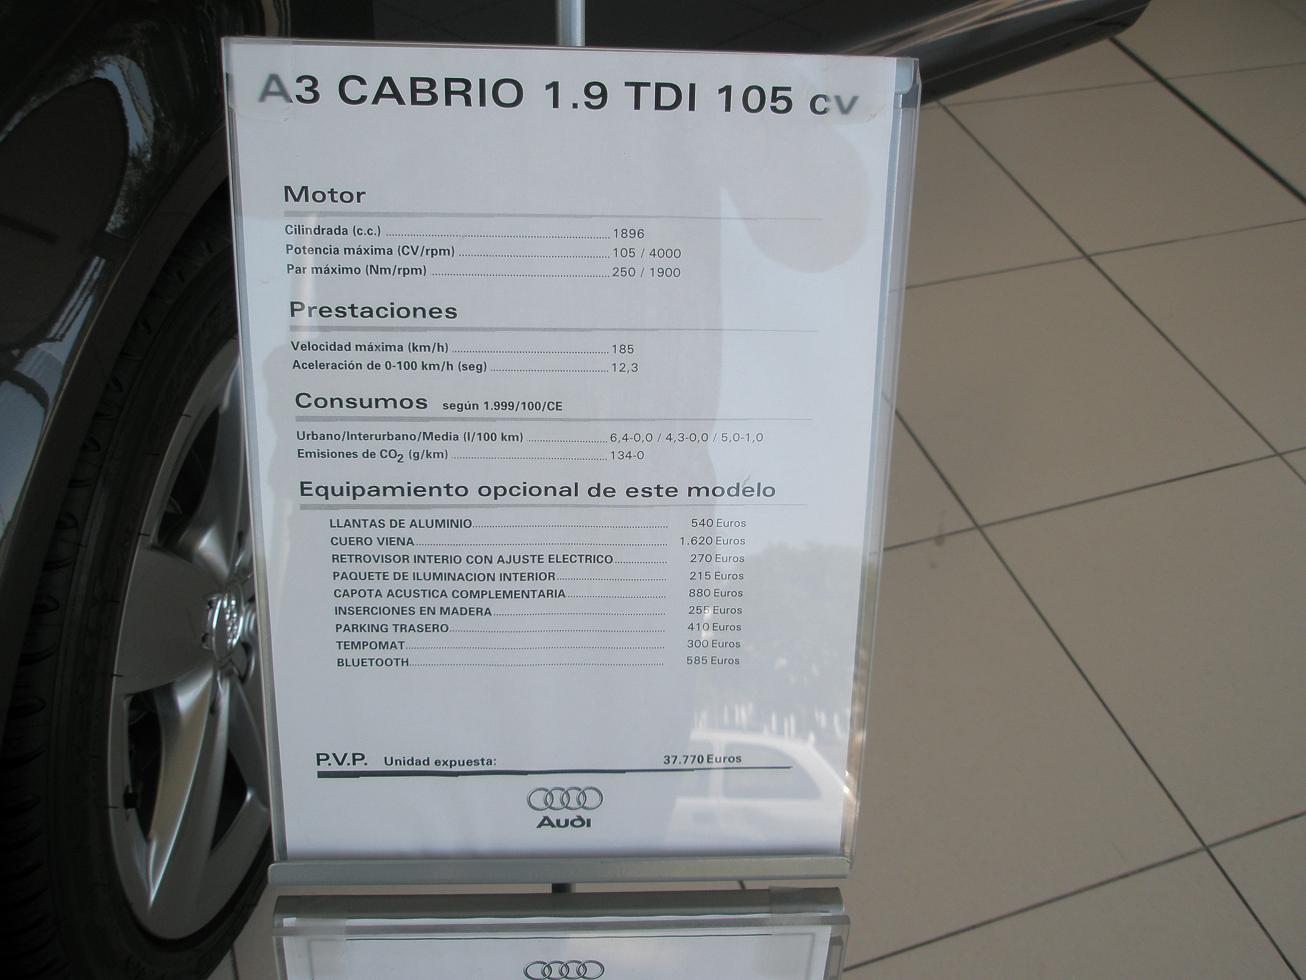 A3 CABRIO 1.9 TDI 105 cv
Motor
Cilindrada (c.c.) 1896
Potencia máxima (CV/rpm) 105 / 4000
Par máximo (Nm/rpm) 250 / 1900
Prestaciones
Velocidad máxima (km/h) 185
Aceleración de 0-100 km/h (seg) 12,3
Consumos según 1.999/100/CE
Urbano/Interurbano/Media (l/100 km) 6,4-0,0 / 4,3-0,0 / 5,0-1,0
Emisiones de CO2 (g/km) 134-0
Equipamiento opcional de este modelo
LLANTAS DE ALUMINIO 540 Euros
CUERO VIENA 1.620 Euros
RETROVISOR INTERIO CON AJUSTE ELECTRICO 270 Euros
PAQUETE DE ILUMINACION INTERIOR 215 Euros
CAPOTA ACUSTICA COMPLEMENTARIA 880 Euros
INSERCIONES EN MADERA 255 Euros
PARKING TRASERO 410 Euros
TEMPOMAT 300 Euros
BLUETOOTH 585 Euros
P.V.P. Unidad expuesta: 37.770 Euros
Audi